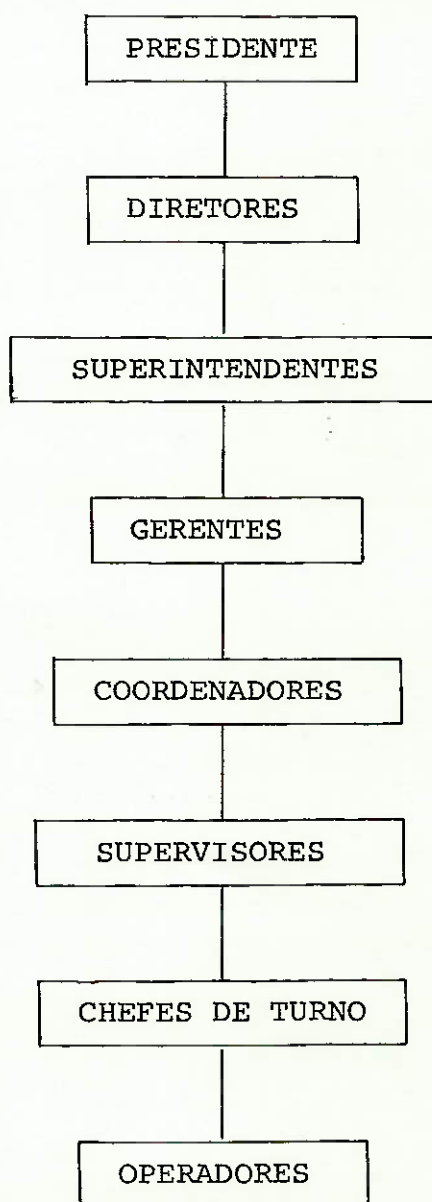 PRESIDENTE
DIRETORES
SUPERINTENDENTES
GERENTES
COORDENADORES
SUPERVISORES
CHEFES DE TURNO
OPERADORES